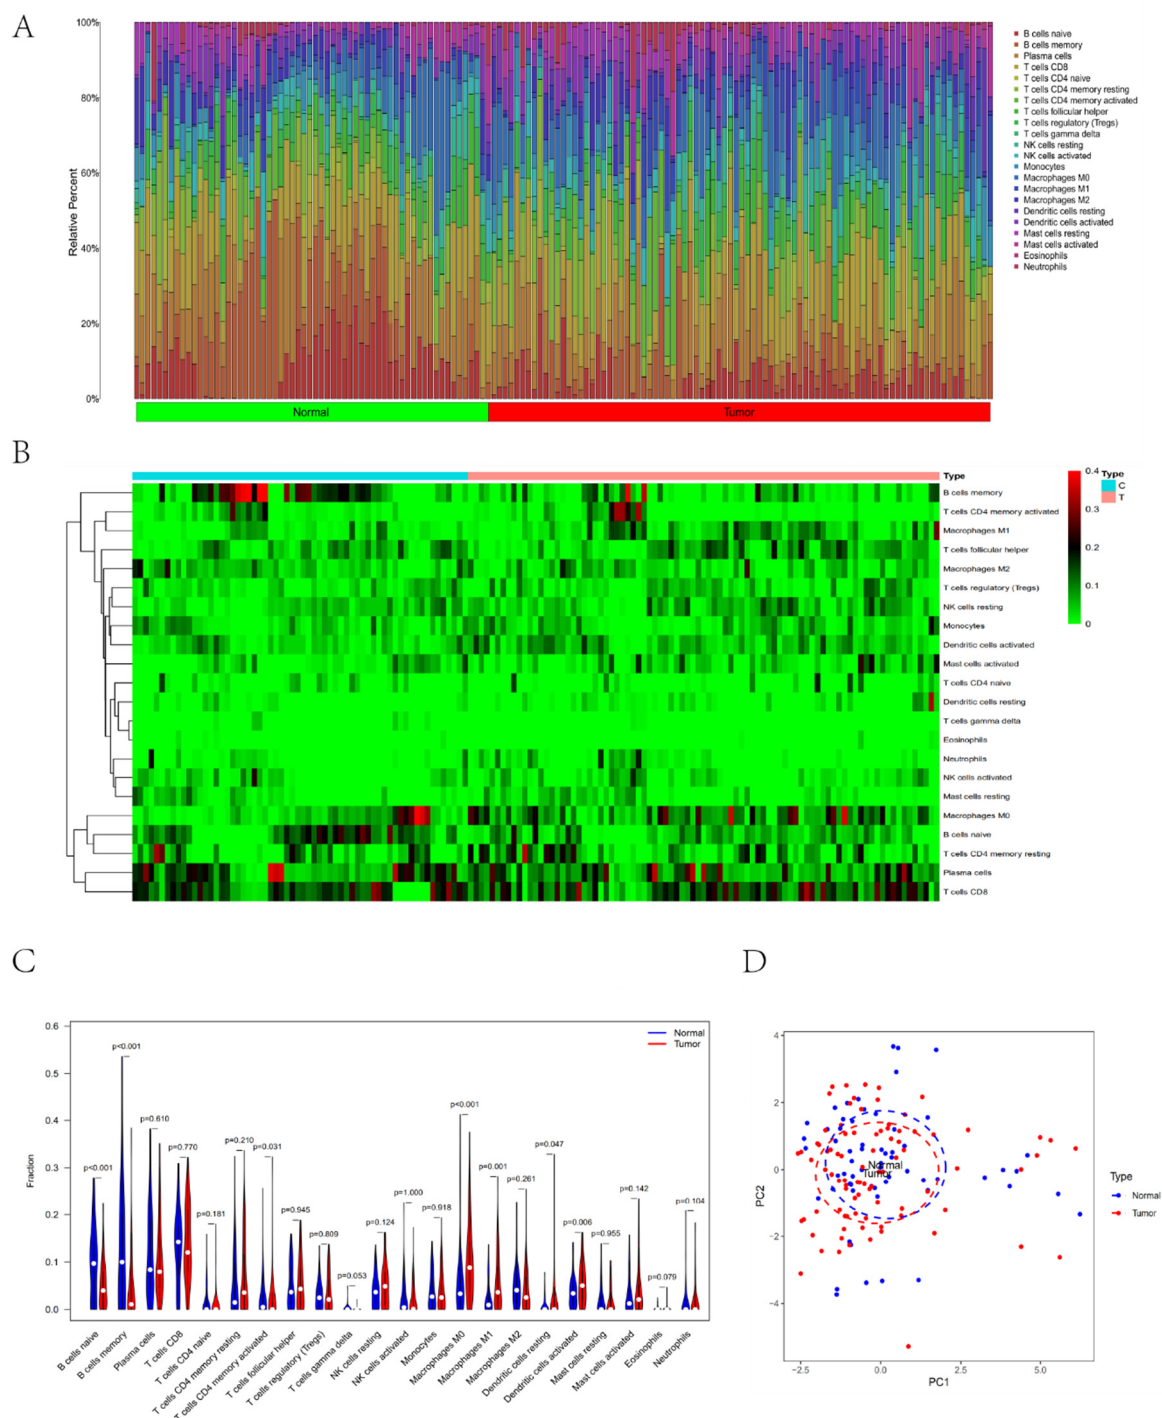 A
100%
80%
60%
40%
20%
0%
Relative Percent
Normal
Tumor
B cells naive
B cells memory
Plasma cells
T cells CD8
T cells CD4 naive
T cells CD4 memory resting
T cells CD4 memory activated
T cells follicular helper
T cells regulatory (Tregs)
T cells gamma delta
NK cells resting
NK cells activated
Monocytes
Macrophages M0
Macrophages M1
Macrophages M2
Dendritic cells resting
Dendritic cells activated
Mast cells resting
Mast cells activated
Eosinophils
Neutrophils
B
Type
B cells memory
T cells CD4 memory activated
Macrophages M1
T cells follicular helper
Macrophages M2
T cells regulatory (Tregs)
NK cells resting
Monocytes
Dendritic cells activated
Mast cells activated
T cells CD4 naive
Dendritic cells resting
T cells gamma delta
Eosinophils
Neutrophils
NK cells activated
Mast cells resting
Macrophages M0
B cells naive
T cells CD4 memory resting
Plasma cells
T cells CD8
0.4
0.3
0.2
0.1
0
Type
C
T
C
0.6
0.5
0.4
0.3
0.2
0.1
0.0
Fraction
Normal
Tumor
p<0.001
p<0.001
p=0.610
p=0.770
p=0.181
p=0.210
p=0.031
p=0.945
p=0.809
p=0.053
p=0.124
p=1.000
p=0.918
p<0.001
p=0.001
p=0.261
p=0.047
p=0.006
p=0.955
p=0.142
p=0.079
p=0.104
B cells naive
B cells memory
Plasma cells
T cells CD8
T cells CD4 naive
T cells CD4 memory resting
T cells CD4 memory activated
T cells follicular helper
T cells regulatory (Tregs)
T cells gamma delta
NK cells resting
NK cells activated
Monocytes
Macrophages M0
Macrophages M1
Macrophages M2
Dendritic cells resting
Dendritic cells activated
Mast cells resting
Mast cells activated
Eosinophils
Neutrophils
D
4
2
0
−2
−4
PC2
Normal
Tumor
−2.5
0.0
2.5
5.0
PC1
Type
Normal
Tumor